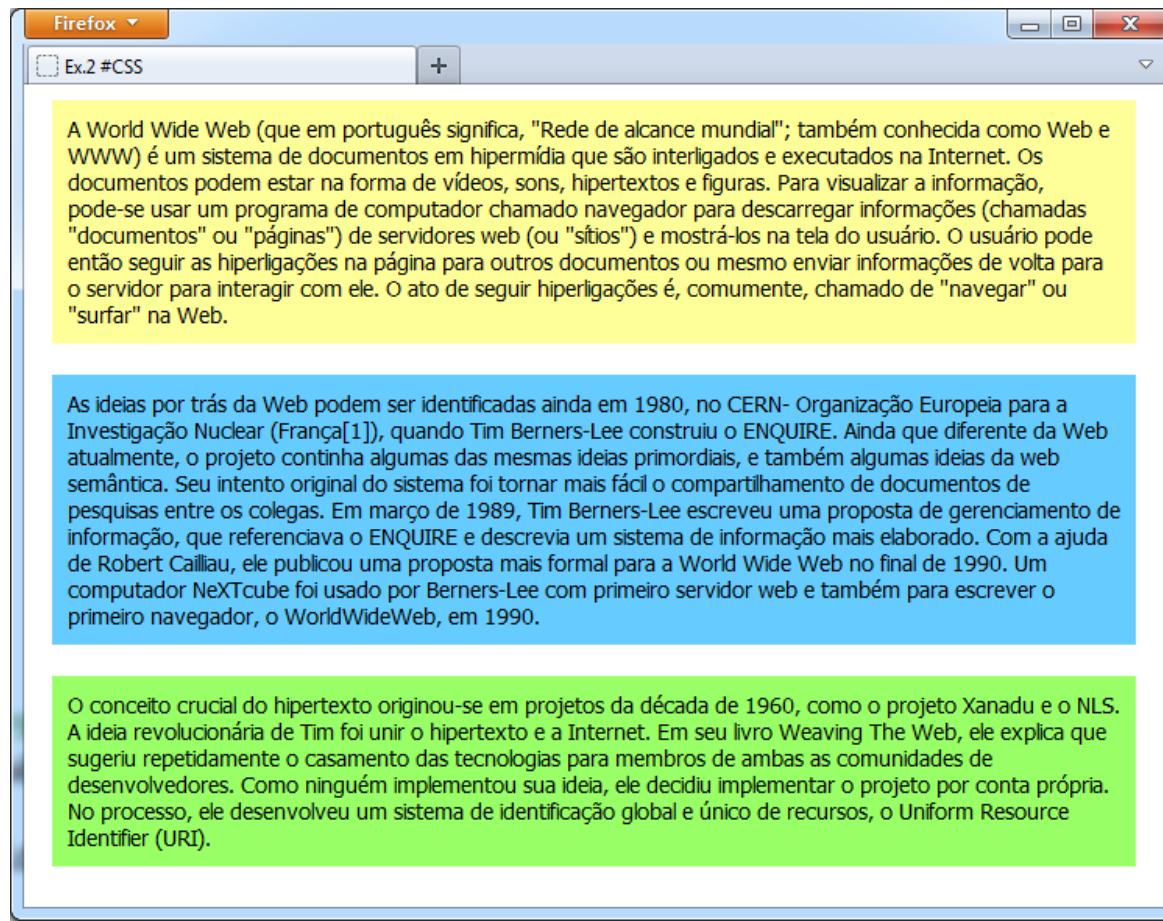 Firefox
Ex.2 #CSS
A World Wide Web (que em português significa, "Rede de alcance mundial"; também conhecida como Web e
WWW) é um sistema de documentos em hipermídia que são interligados e executados na Internet. Os
documentos podem estar na forma de vídeos, sons, hipertextos e figuras. Para visualizar a informação,
pode-se usar um programa de computador chamado navegador para descarregar informações (chamadas
"documentos" ou "páginas") de servidores web (ou "sítios") e mostrá-los na tela do usuário. O usuário pode
então seguir as hiperligações na página para outros documentos ou mesmo enviar informações de volta para
o servidor para interagir com ele. O ato de seguir hiperligações é, comumente, chamado de "navegar" ou
"surfar" na Web.
As ideias por trás da Web podem ser identificadas ainda em 1980, no CERN- Organização Europeia para a
Investigação Nuclear (França[1]), quando Tim Berners-Lee construiu o ENQUIRE. Ainda que diferente da Web
atualmente, o projeto continha algumas das mesmas ideias primordiais, e também algumas ideias da web
semântica. Seu intento original do sistema foi tornar mais fácil o compartilhamento de documentos de
pesquisas entre os colegas. Em março de 1989, Tim Berners-Lee escreveu uma proposta de gerenciamento de
informação, que referenciava o ENQUIRE e descrevia um sistema de informação mais elaborado. Com a ajuda
de Robert Cailliau, ele publicou uma proposta mais formal para a World Wide Web no final de 1990. Um
computador NeXTcube foi usado por Berners-Lee com primeiro servidor web e também para escrever o
primeiro navegador, o WorldWideWeb, em 1990.
O conceito crucial do hipertexto originou-se em projetos da década de 1960, como o projeto Xanadu e o NLS.
A ideia revolucionária de Tim foi unir o hipertexto e a Internet. Em seu livro Weaving The Web, ele explica que
sugeriu repetidamente o casamento das tecnologias para membros de ambas as comunidades de
desenvolvedores. Como ninguém implementou sua ideia, ele decidiu implementar o projeto por conta própria.
No processo, ele desenvolveu um sistema de identificação global e único de recursos, o Uniform Resource
Identifier (URI).